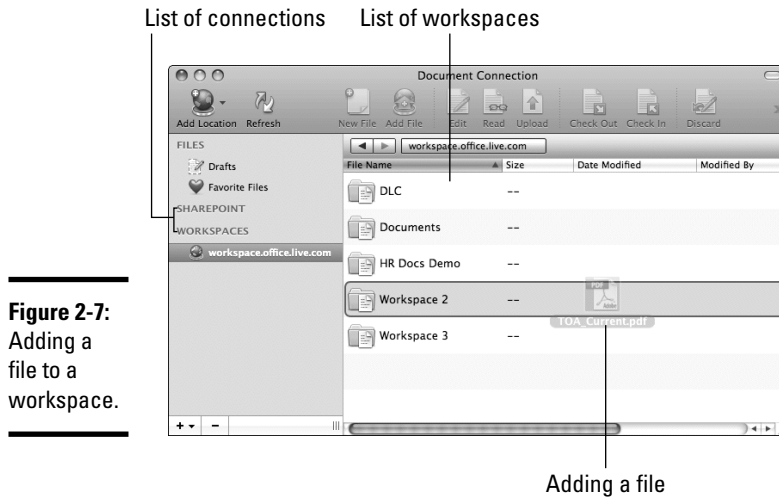 List of connections
List of workspaces
Document Connection
Add Location
Refresh
New File
Add File
Edit
Read
Upload
Check Out
Check In
Discard
FILES
Drafts
Favorite Files
SHAREPOINT
WORKSPACES
workspace.office.live.com
workspace.office.live.com
File Name
Size
Date Modified
Modified By
DLC
--
Documents
--
HR Docs Demo
--
Workspace 2
--
PDF
Adobe
TOA_Current.pdf
Workspace 3
--
Figure 2-7:
Adding a
file to a
workspace.
Adding a file